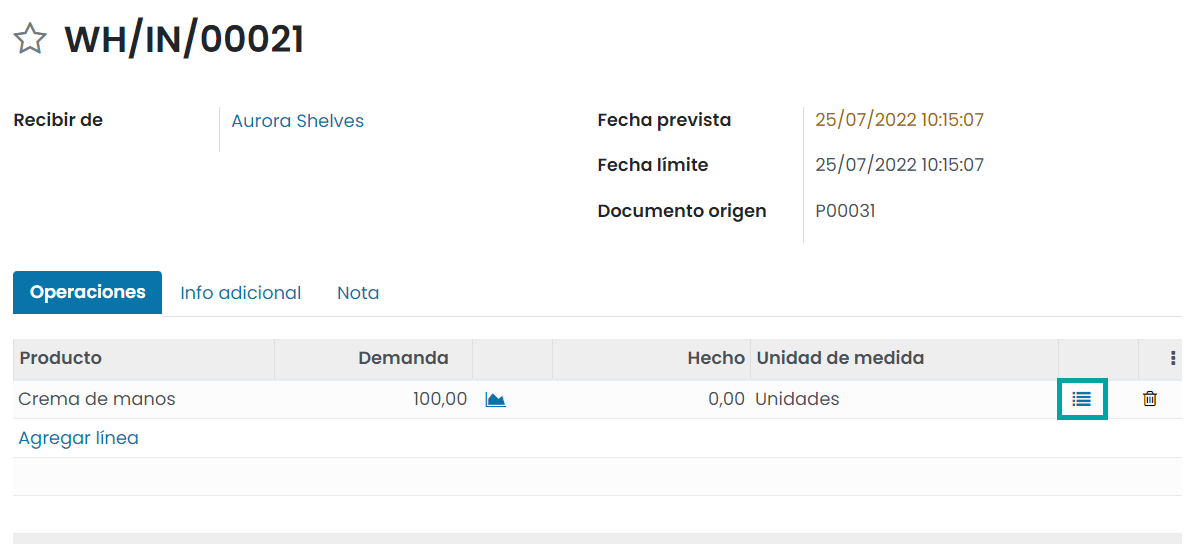 WH/IN/00021
Recibir de
Aurora Shelves
Fecha prevista 25/07/2022 10:15:07
Fecha límite 25/07/2022 10:15:07
Documento origen P00031
Operaciones Info adicional Nota
Producto Demanda Hecho Unidad de medida
Crema de manos 100,00 0,00 Unidades
Agregar línea